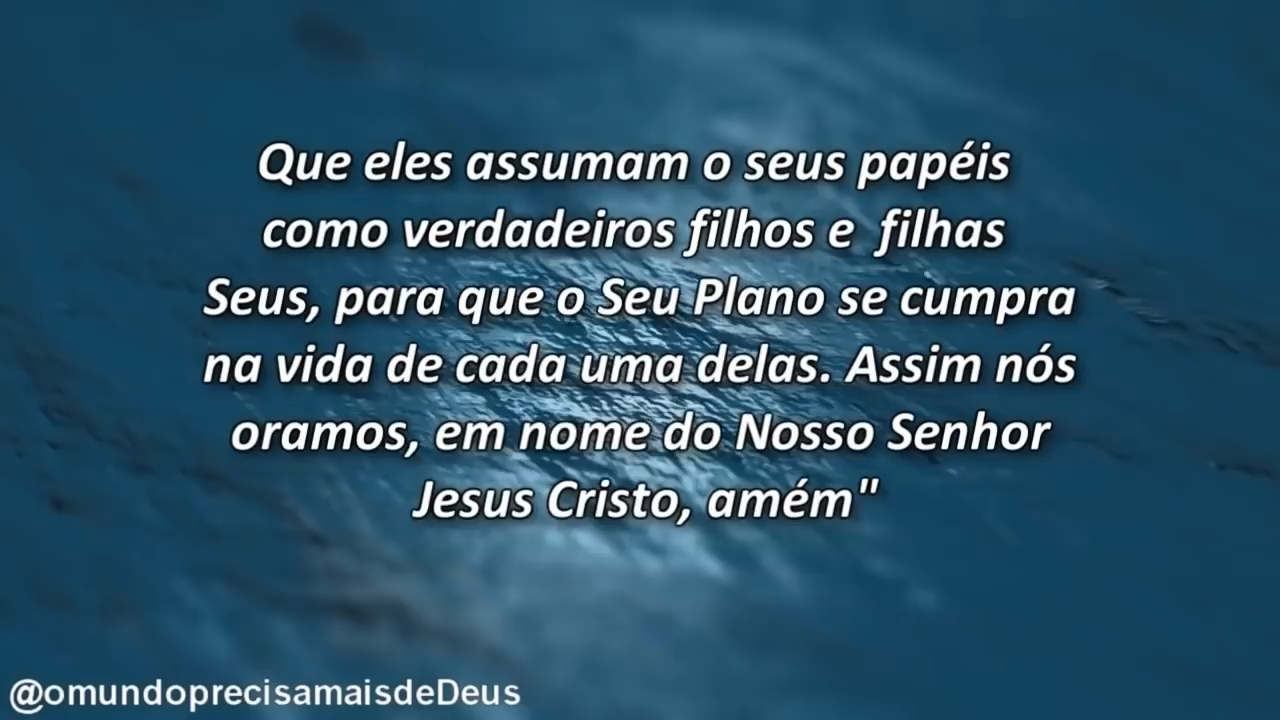 Que eles assumam o seus papéis
como verdadeiros filhos e filhas
Seus, para que o Seu Plano se cumpra
na vida de cada uma delas. Assim nós
oramos, em nome do Nosso Senhor
Jesus Cristo, amém"
@omundoprecisamaisdeDeus